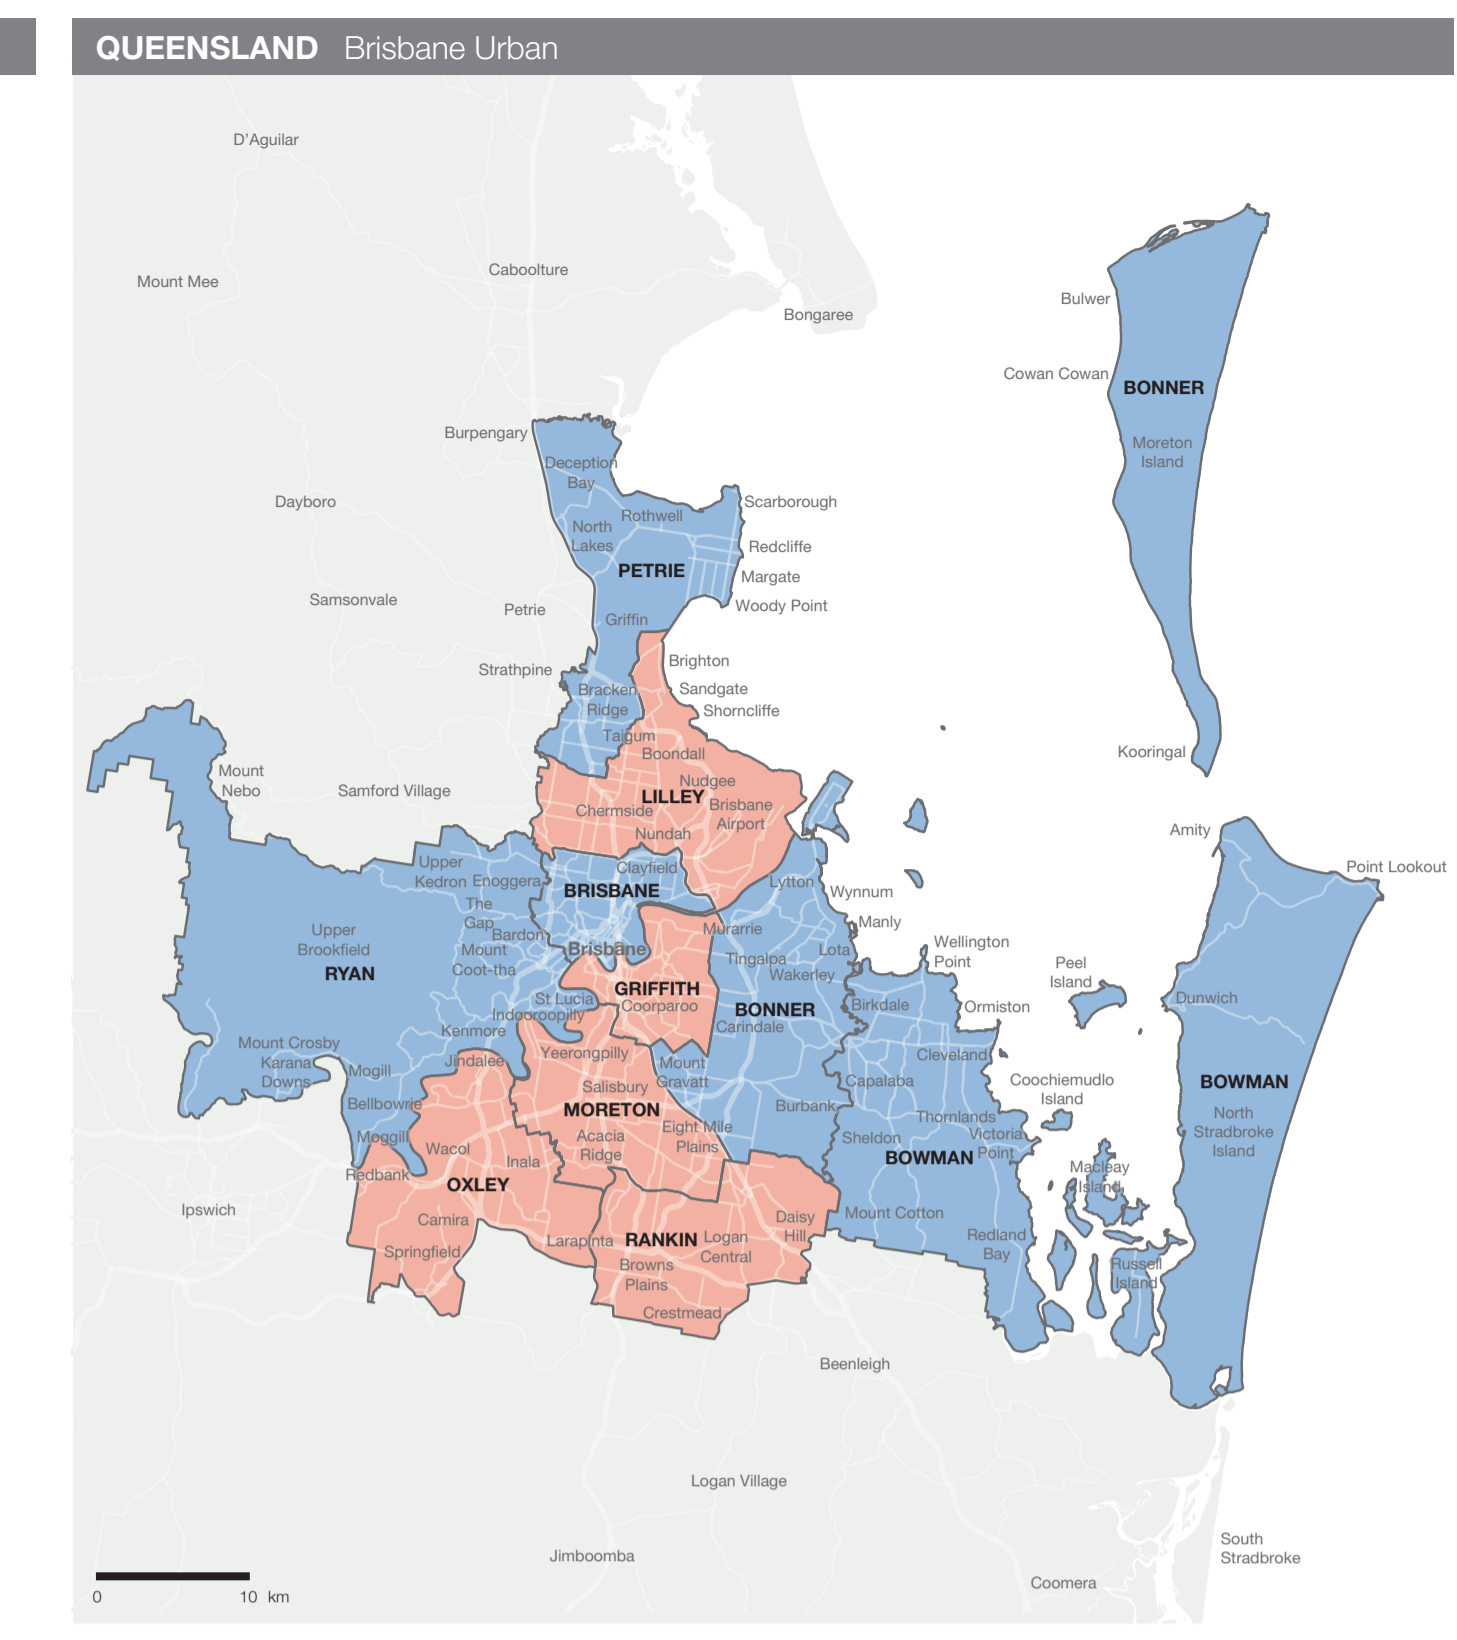 QUEENSLAND Brisbane Urban
D'Aguilar
Mount Mee
Caboolture
Bongaree
Bulwer
Cowan Cowan
BONNER
Moreton
Island
Burpengary
Deception
Bay
Dayboro
Rothwell
Scarborough
North
Lakes
Redcliffe
PETRIE
Margate
Samsonvale
Petrie
Woody Point
Griffin
Strathpine
Brighton
Bracken
Ridge
Sandgate
Shorncliffe
Taigum
Boondall
Kooringal
Mount
Nebo
Samford Village
Nudgee
LILLEY
Chermside
Brisbane
Airport
Nundah
Amity
Point Lookout
Upper
Kedron
Enoggera
Clayfield
BRISBANE
Lytton
Wynnum
The
Gap
Manly
Upper
Brookfield
Bardon
Murarrie
Mount
Coot-tha
Brisbane
Lota
Wellington
Point
RYAN
Tingalpa
Wakerley
Peel
Island
GRIFFITH
St Lucia
Coorparoo
BONNER
Birkdale
Ormiston
Dunwich
Indooroopilly
Kenmore
Carindale
Mount Crosby
Karana
Downs
Mogill
Jindalee
Yeerongpilly
Mount
Gravatt
Cleveland
Salisbury
Capalaba
Coochiemudlo
Island
BOWMAN
Bellbowrie
MORETON
Burbank
Thornlands
North
Stradbroke
Island
Moggill
Wacol
Acacia
Ridge
Eight Mile
Plains
Sheldon
Victoria
Point
BOWMAN
Inala
Redbank
OXLEY
Macleay
Island
Ipswich
Camira
Daisy
Hill
Mount Cotton
Springfield
Larapinta
RANKIN
Logan
Central
Redland
Bay
Browns
Plains
Russell
Island
Crestmead
Beenleigh
Logan Village
Jimboomba
South
Stradbroke
Coomera
0 10 km